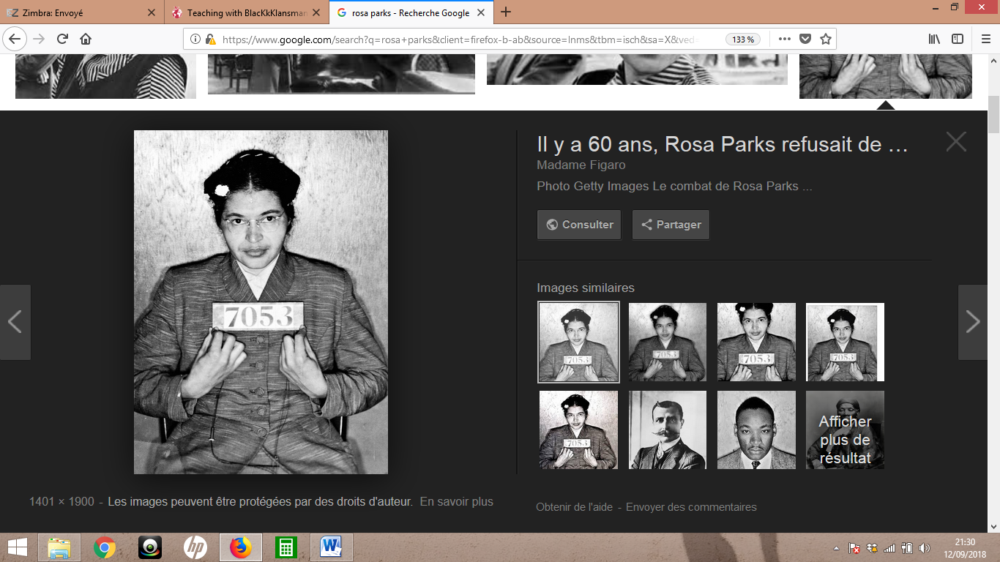 Zimbra: Envoyé
Teaching with BlacKkKlansman
rosa parks - Recherche Google
https://www.google.com/search?q=rosa+parks&client=firefox-b-ab&source=lnms&tbm=isch&sa=X&ved=
133 %
Il y a 60 ans, Rosa Parks refusait de …
Madame Figaro
Photo Getty Images Le combat de Rosa Parks ...
Consulter
Partager
7053
Images similaires
7053
7053
7053
7053
7053
Afficher
plus de
résultat
1401 × 1900 - Les images peuvent être protégées par des droits d'auteur. En savoir plus
Obtenir de l'aide - Envoyer des commentaires
hp
21:30
12/09/2018